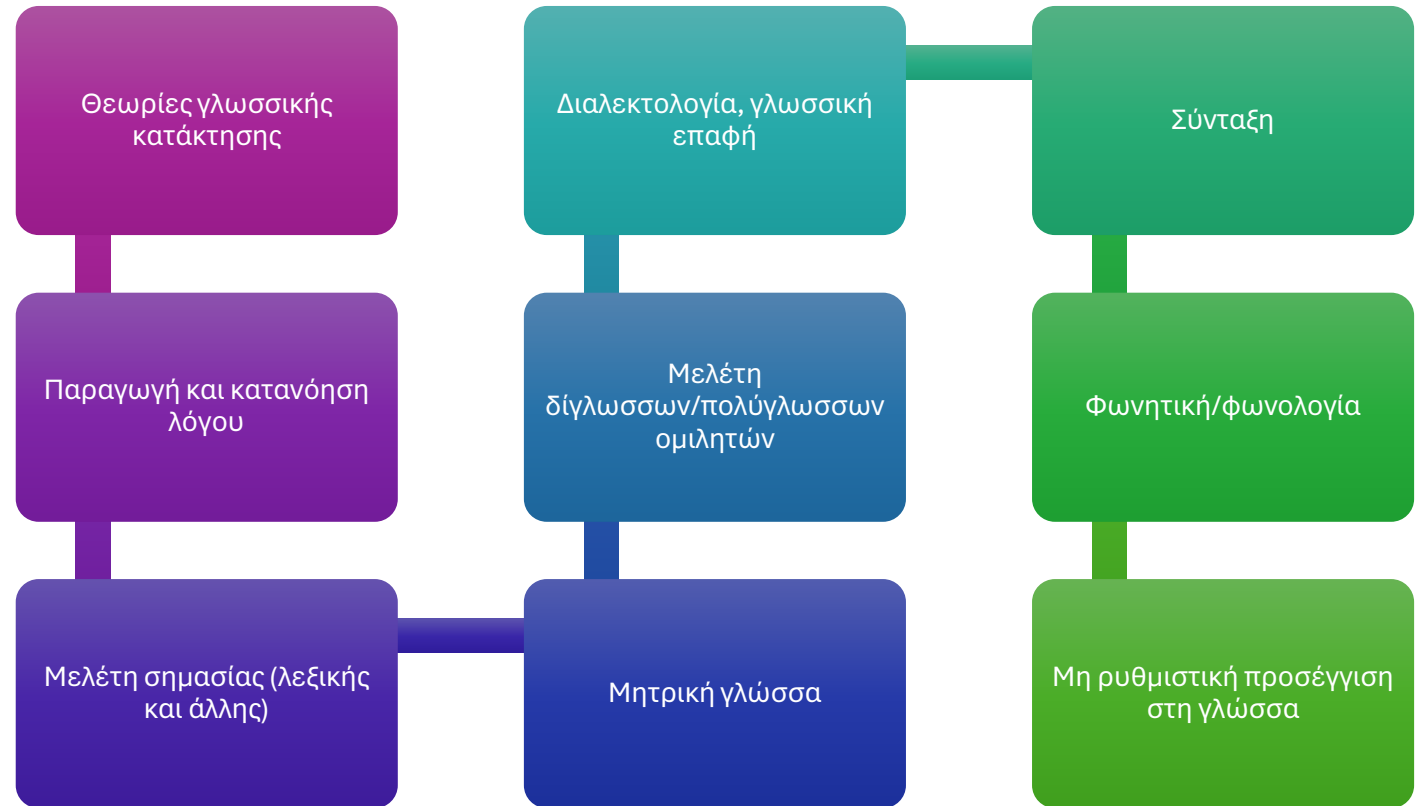 Θεωρίες γλωσσικής
κατάκτησης
Παραγωγή και κατανόηση
λόγου
Μελέτη σημασίας (λεξικής
και άλλης)
Μητρική γλώσσα
Μελέτη
δίγλωσσων/πολύγλωσσων
ομιλητών
Διαλεκτολογία, γλωσσική
επαφή
Σύνταξη
Φωνητική/φωνολογία
Μη ρυθμιστική προσέγγιση
στη γλώσσα